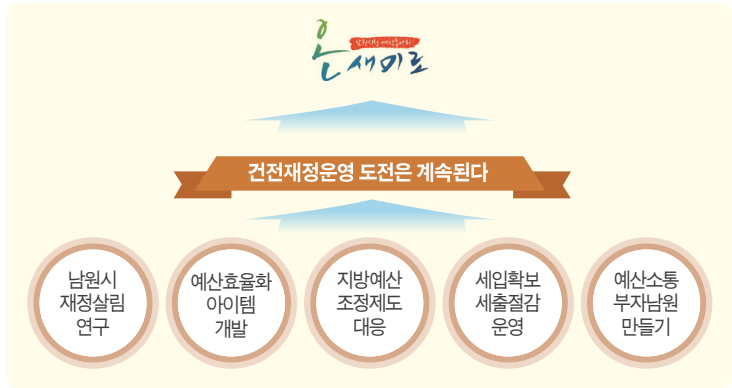 온새미로
건전재정운영 도전은 계속된다
남원시
재정살림
연구
예산효율화
아이템
개발
지방예산
조정제도
대응
세입확보
세출절감
운영
예산소통
부자남원
만들기